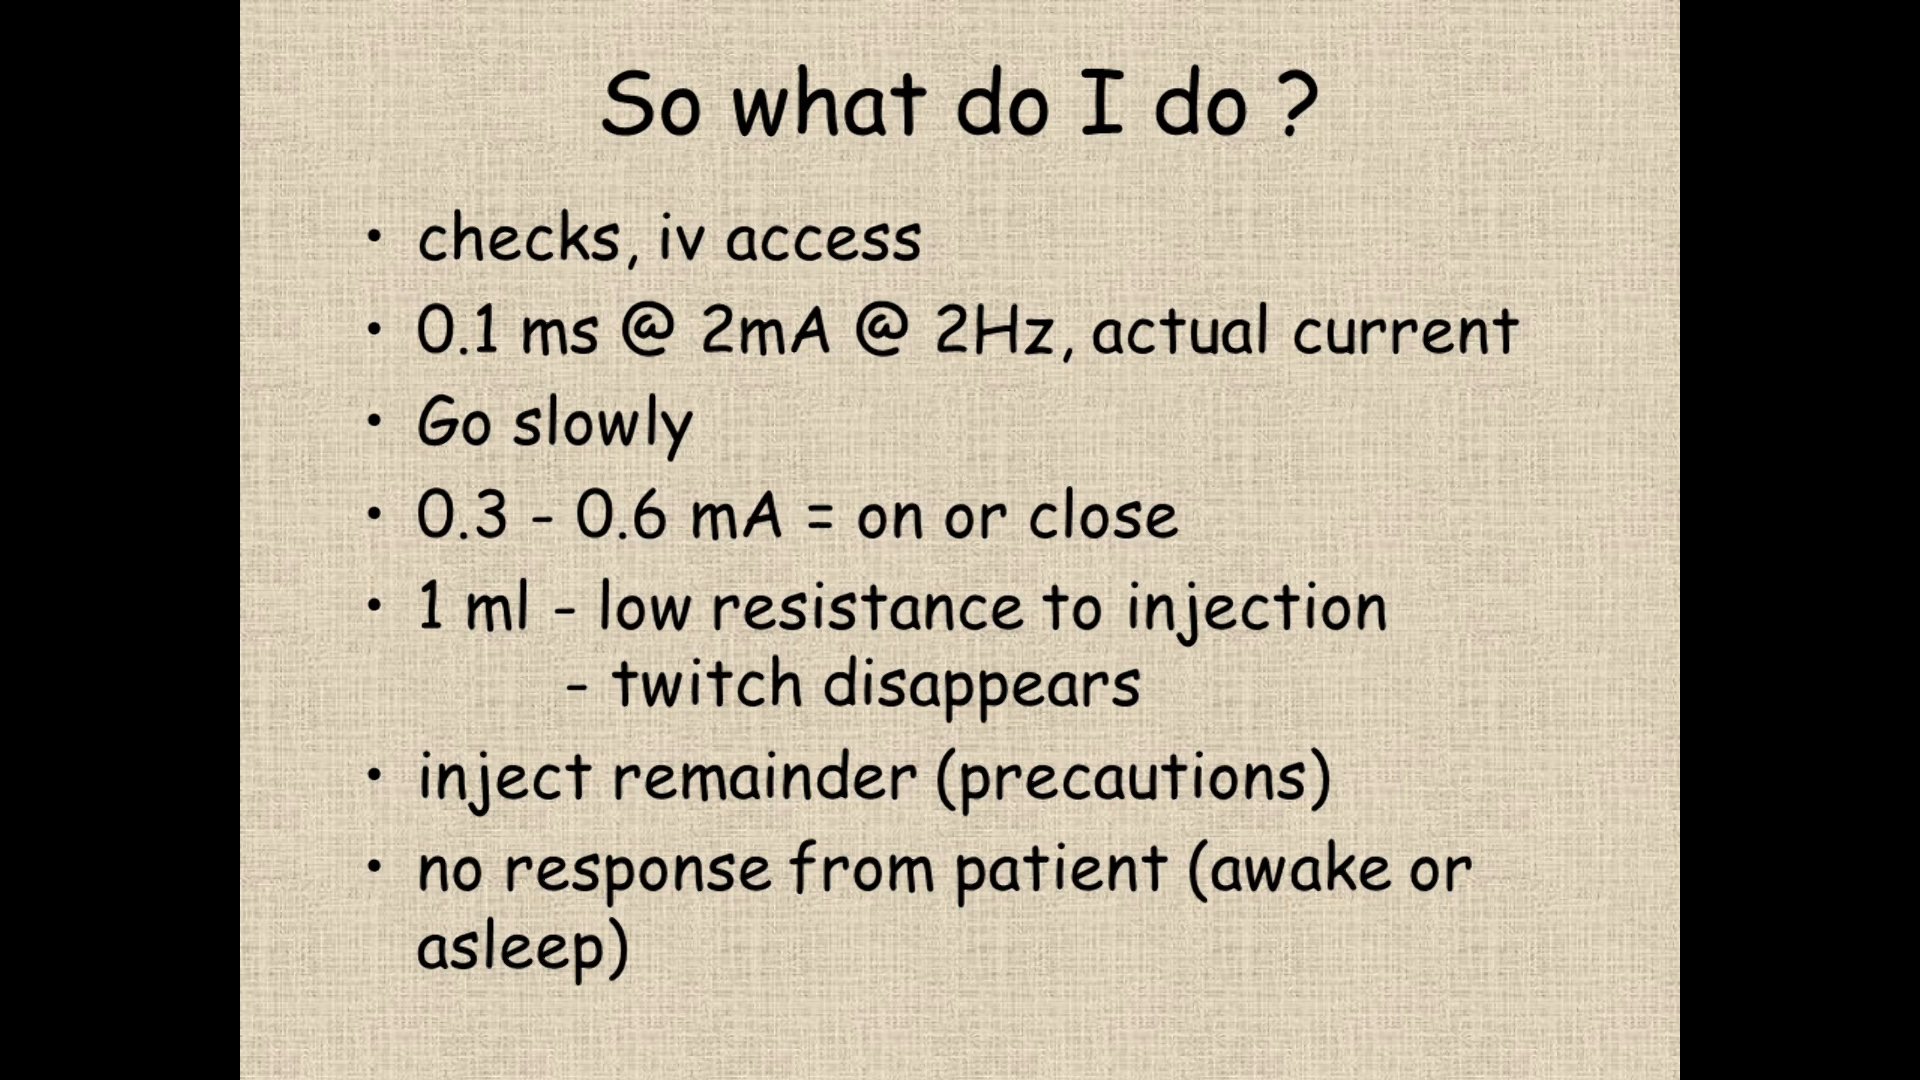 So what do I do ?
• checks, iv access
• 0.1 ms @ 2mA @ 2Hz, actual current
• Go slowly
• 0.3 - 0.6 mA = on or close
• 1 ml - low resistance to injection
- twitch disappears
• inject remainder (precautions)
• no response from patient (awake or
asleep)